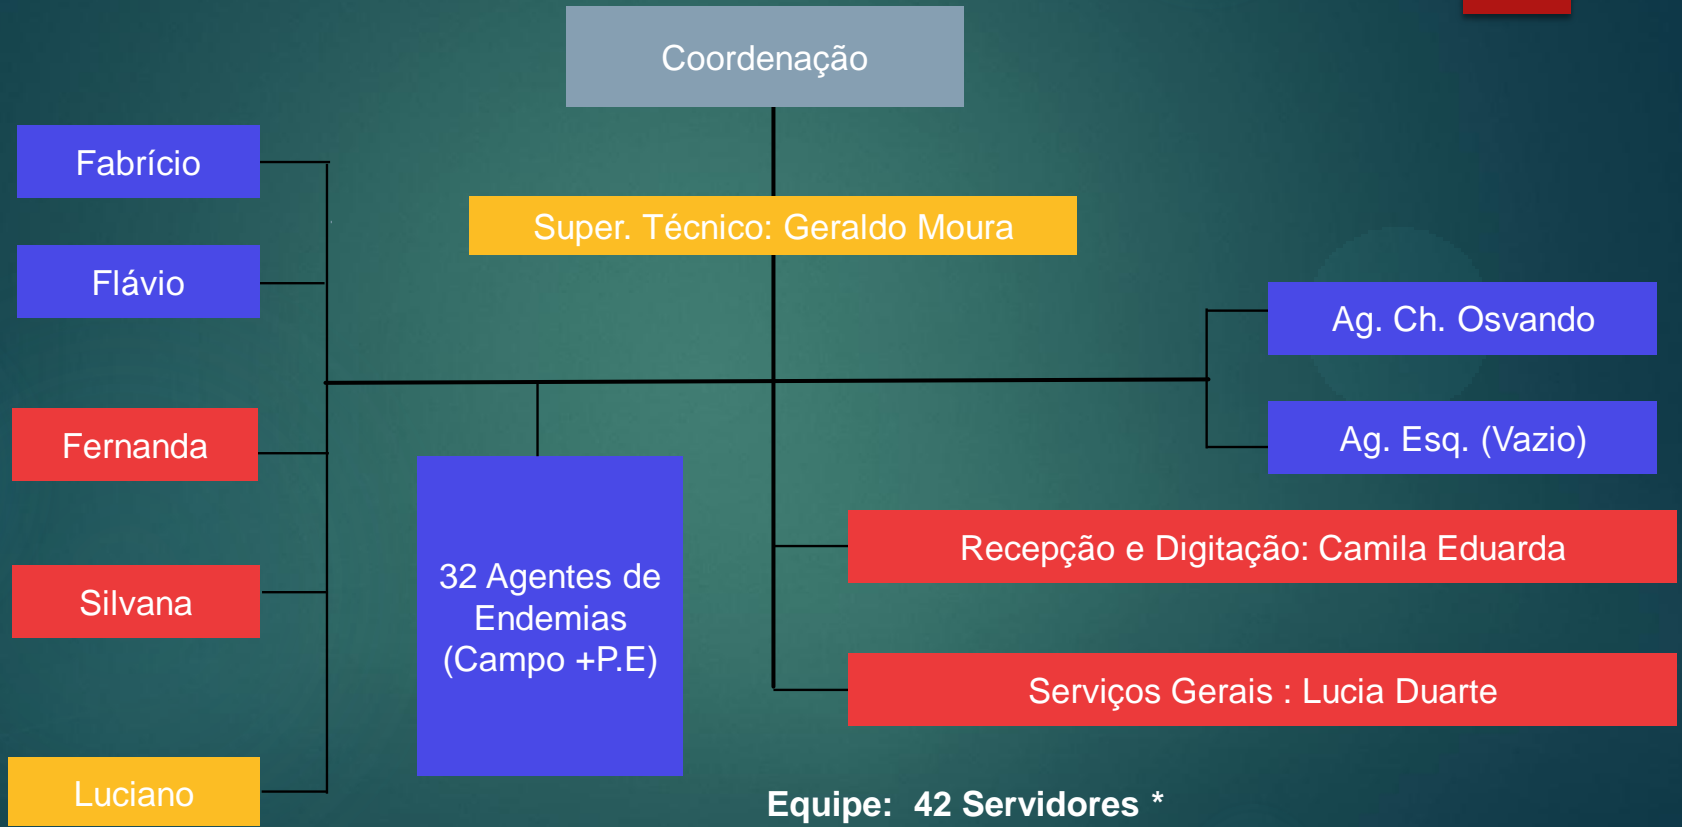 Coordenação
Fabrício
Super. Técnico: Geraldo Moura
Flávio
Ag. Ch. Osvando
Fernanda
Ag. Esq. (Vazio)
32 Agentes de
Endemias
(Campo +P.E)
Recepção e Digitação: Camila Eduarda
Silvana
Serviços Gerais : Lucia Duarte
Luciano
Equipe: 42 Servidores *